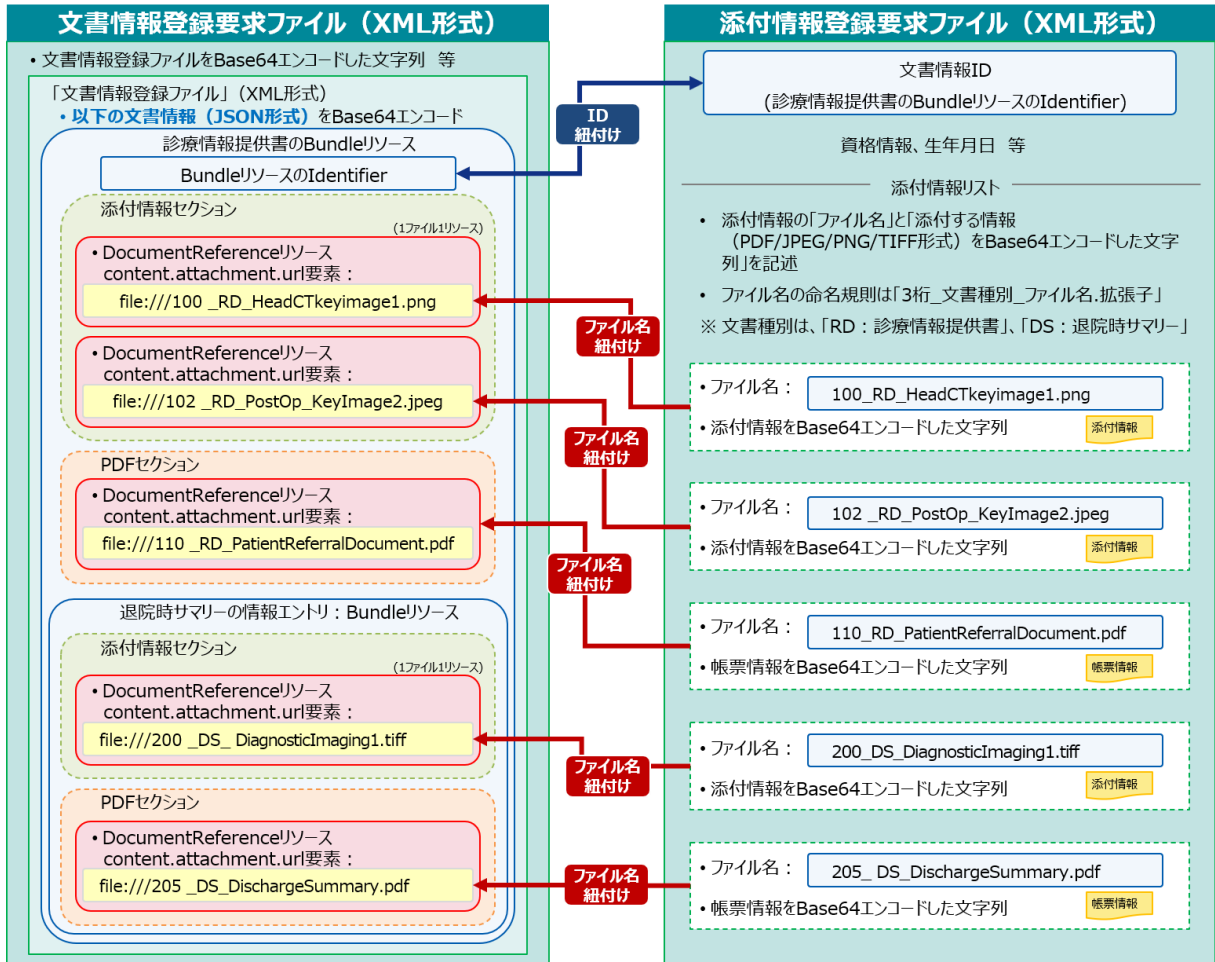 文書情報登録要求ファイル（XML形式）
・文書情報登録ファイルをBase64エンコードした文字列 等
「文書情報登録ファイル」（XML形式）
・以下の文書情報（JSON形式）をBase64エンコード
診療情報提供書のBundleリソース
BundleリソースのIdentifier
添付情報セクション
(1ファイル1リソース)
・DocumentReferenceリソース
content.attachment.url要素：
file:///100 _RD_HeadCTkeyimage1.png
・DocumentReferenceリソース
content.attachment.url要素：
file:///102 _RD_PostOp_KeyImage2.jpeg
PDFセクション
・DocumentReferenceリソース
content.attachment.url要素：
file:///110 _RD_PatientReferralDocument.pdf
退院時サマリーの情報エントリ：Bundleリソース
添付情報セクション
(1ファイル1リソース)
・DocumentReferenceリソース
content.attachment.url要素：
file:///200 _DS_ DiagnosticImaging1.tiff
PDFセクション
・DocumentReferenceリソース
content.attachment.url要素：
file:///205 _DS_DischargeSummary.pdf
ID
紐付け
ファイル名
紐付け
ファイル名
紐付け
ファイル名
紐付け
ファイル名
紐付け
ファイル名
紐付け
添付情報登録要求ファイル（XML形式）
文書情報ID
(診療情報提供書のBundleリソースのIdentifier)
資格情報、生年月日 等
添付情報リスト
・ 添付情報の「ファイル名」と「添付する情報
（PDF/JPEG/PNG/TIFF形式）をBase64エンコードした文字
列」を記述
・ ファイル名の命名規則は「3桁_文書種別_ファイル名.拡張子」
※ 文書種別は、「RD：診療情報提供書」、「DS：退院時サマリー」
・ファイル名： 100_RD_HeadCTkeyimage1.png
・添付情報をBase64エンコードした文字列 添付情報
・ファイル名： 102 _RD_PostOp_KeyImage2.jpeg
・添付情報をBase64エンコードした文字列 添付情報
・ファイル名： 110_RD_PatientReferralDocument.pdf
・帳票情報をBase64エンコードした文字列 帳票情報
・ファイル名： 200_DS_DiagnosticImaging1.tiff
・添付情報をBase64エンコードした文字列 添付情報
・ファイル名： 205_ DS_DischargeSummary.pdf
・帳票情報をBase64エンコードした文字列 帳票情報